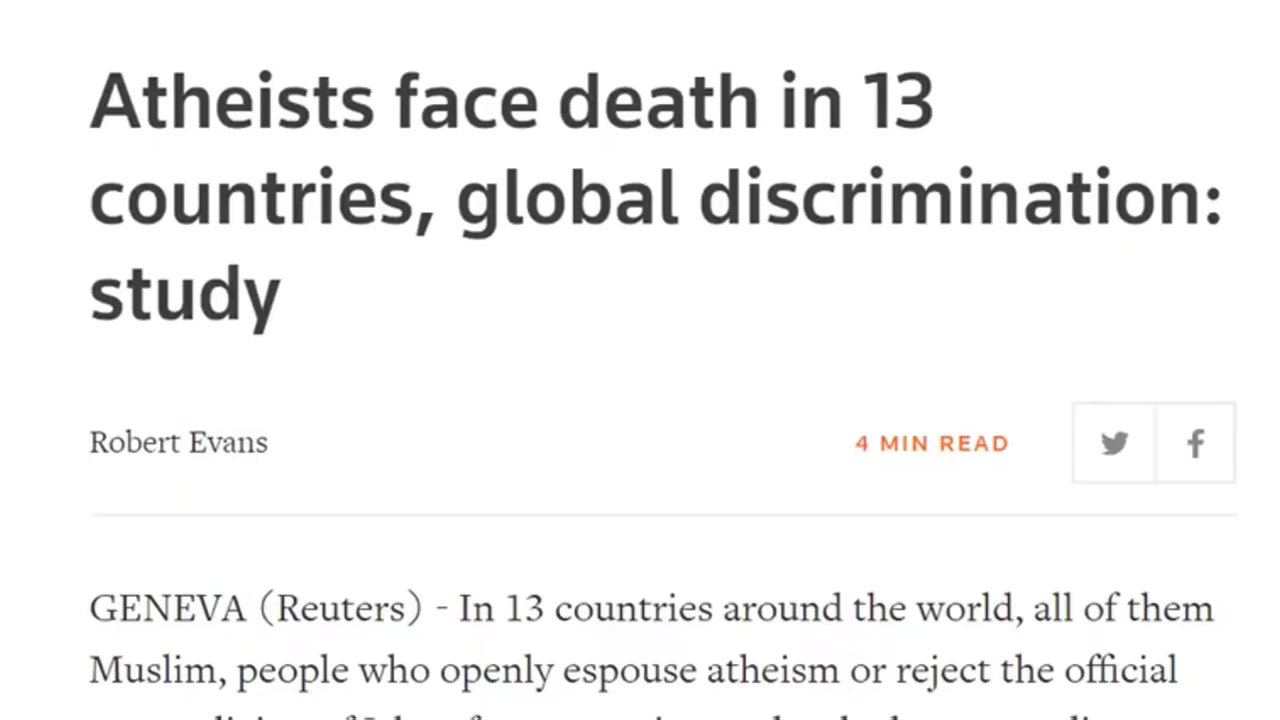 Atheists face death in 13
countries, global discrimination:
study
Robert Evans
4 MIN READ
GENEVA (Reuters) - In 13 countries around the world, all of them
Muslim, people who openly espouse atheism or reject the official